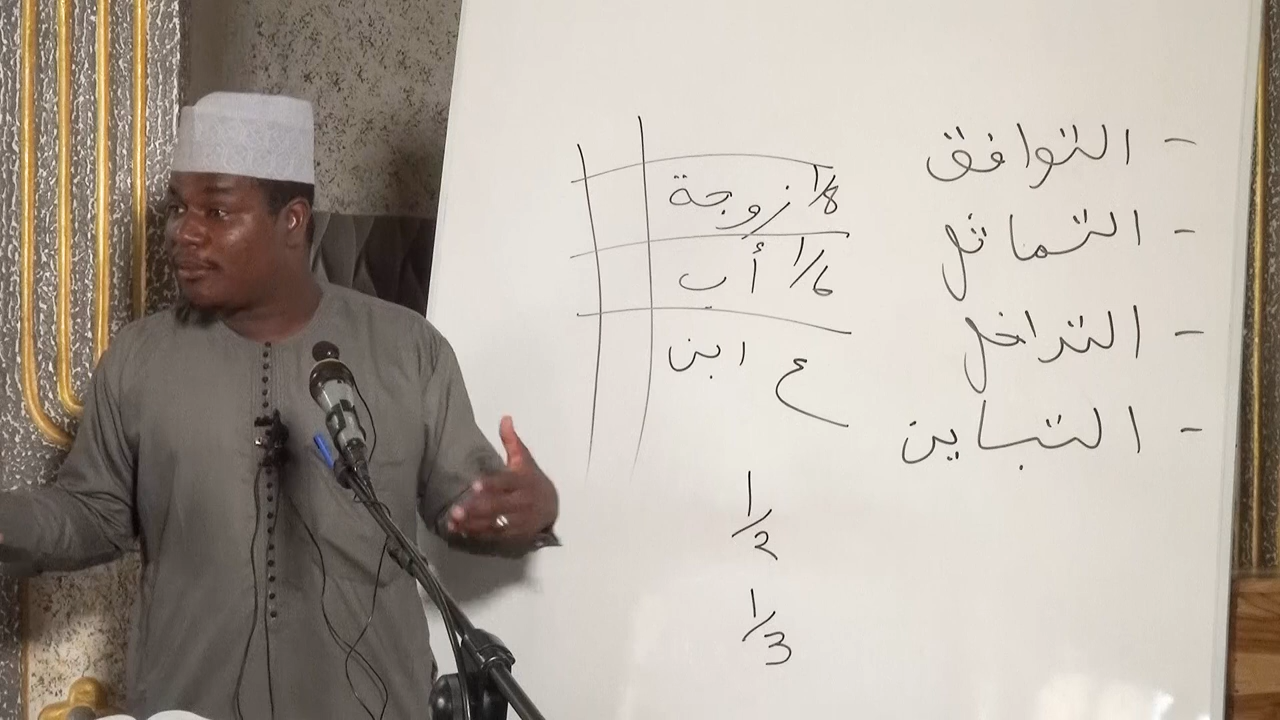 - التوافق
- التماثل
- التداخل
- التباين
1/8 زوجة
1/6 أب
ع ابن
1/2
1/3